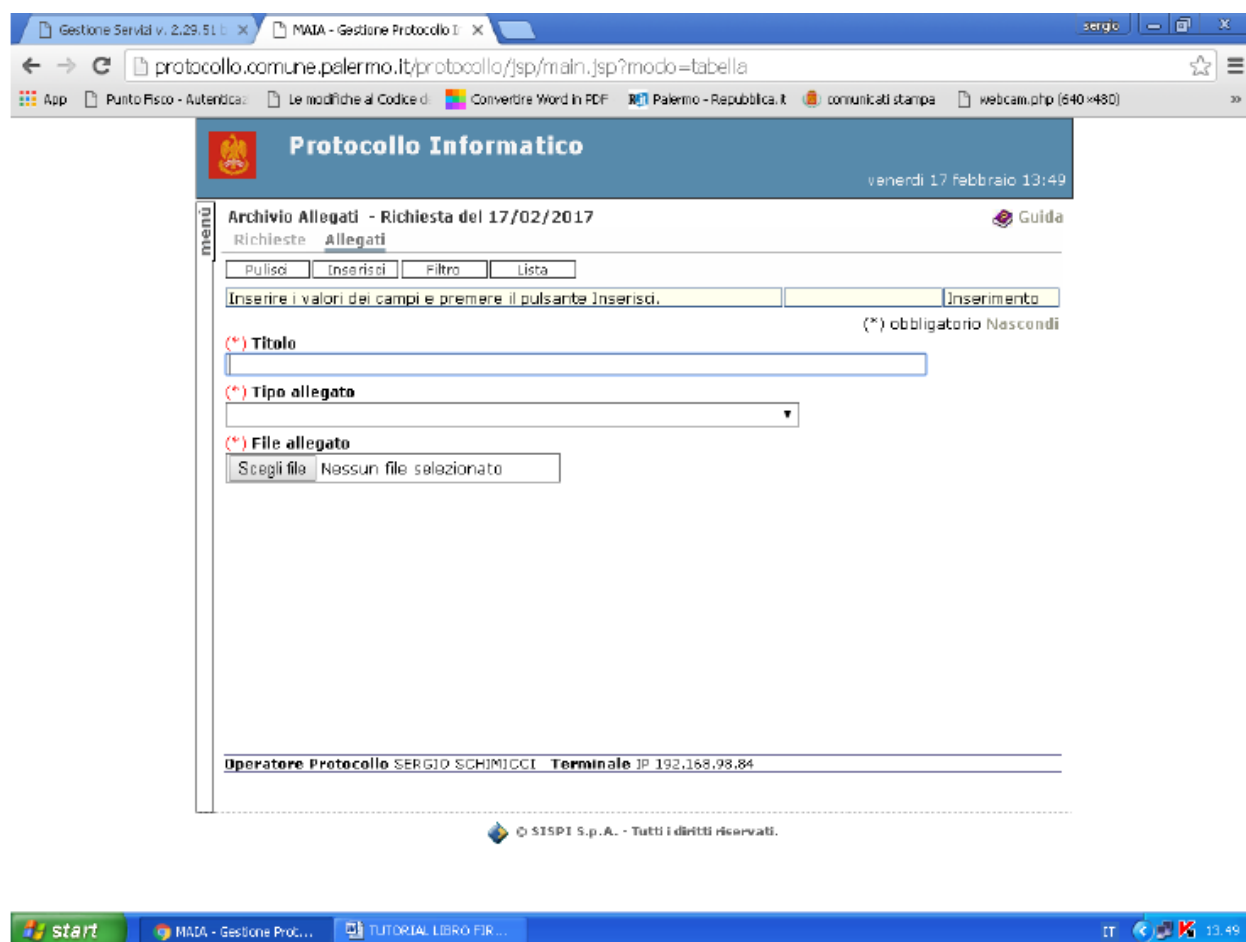 Gestione Servizi v. 2.29.51 b
MAIA - Gestione Protocollo I
sergio
protocollo.comune.palermo.it/protocollo/jsp/main.jsp?modo=tabella
App Punto Fisco - Autenticaz Le modifiche al Codice d Convertire Word in PDF Palermo - Repubblica.it comunicati stampa webcam.php (640×480) »
Protocollo Informatico
venerdì 17 febbraio 13:49
menù
Archivio Allegati - Richiesta del 17/02/2017
Guida
Richieste Allegati
Pulisci Inserisci Filtro Lista
Inserire i valori dei campi e premere il pulsante Inserisci. Inserimento
(*) obbligatorio Nascondi
(*) Titolo
(*) Tipo allegato
(*) File allegato
Scegli file Nessun file selezionato
Operatore Protocollo SERGIO SCHIMICCI Terminale IP 192.168.98.84
© SISPI S.p.A. - Tutti i diritti riservati.
start MAIA - Gestione Prot... TUTORIAL LIBRO FIR... IT 13.49